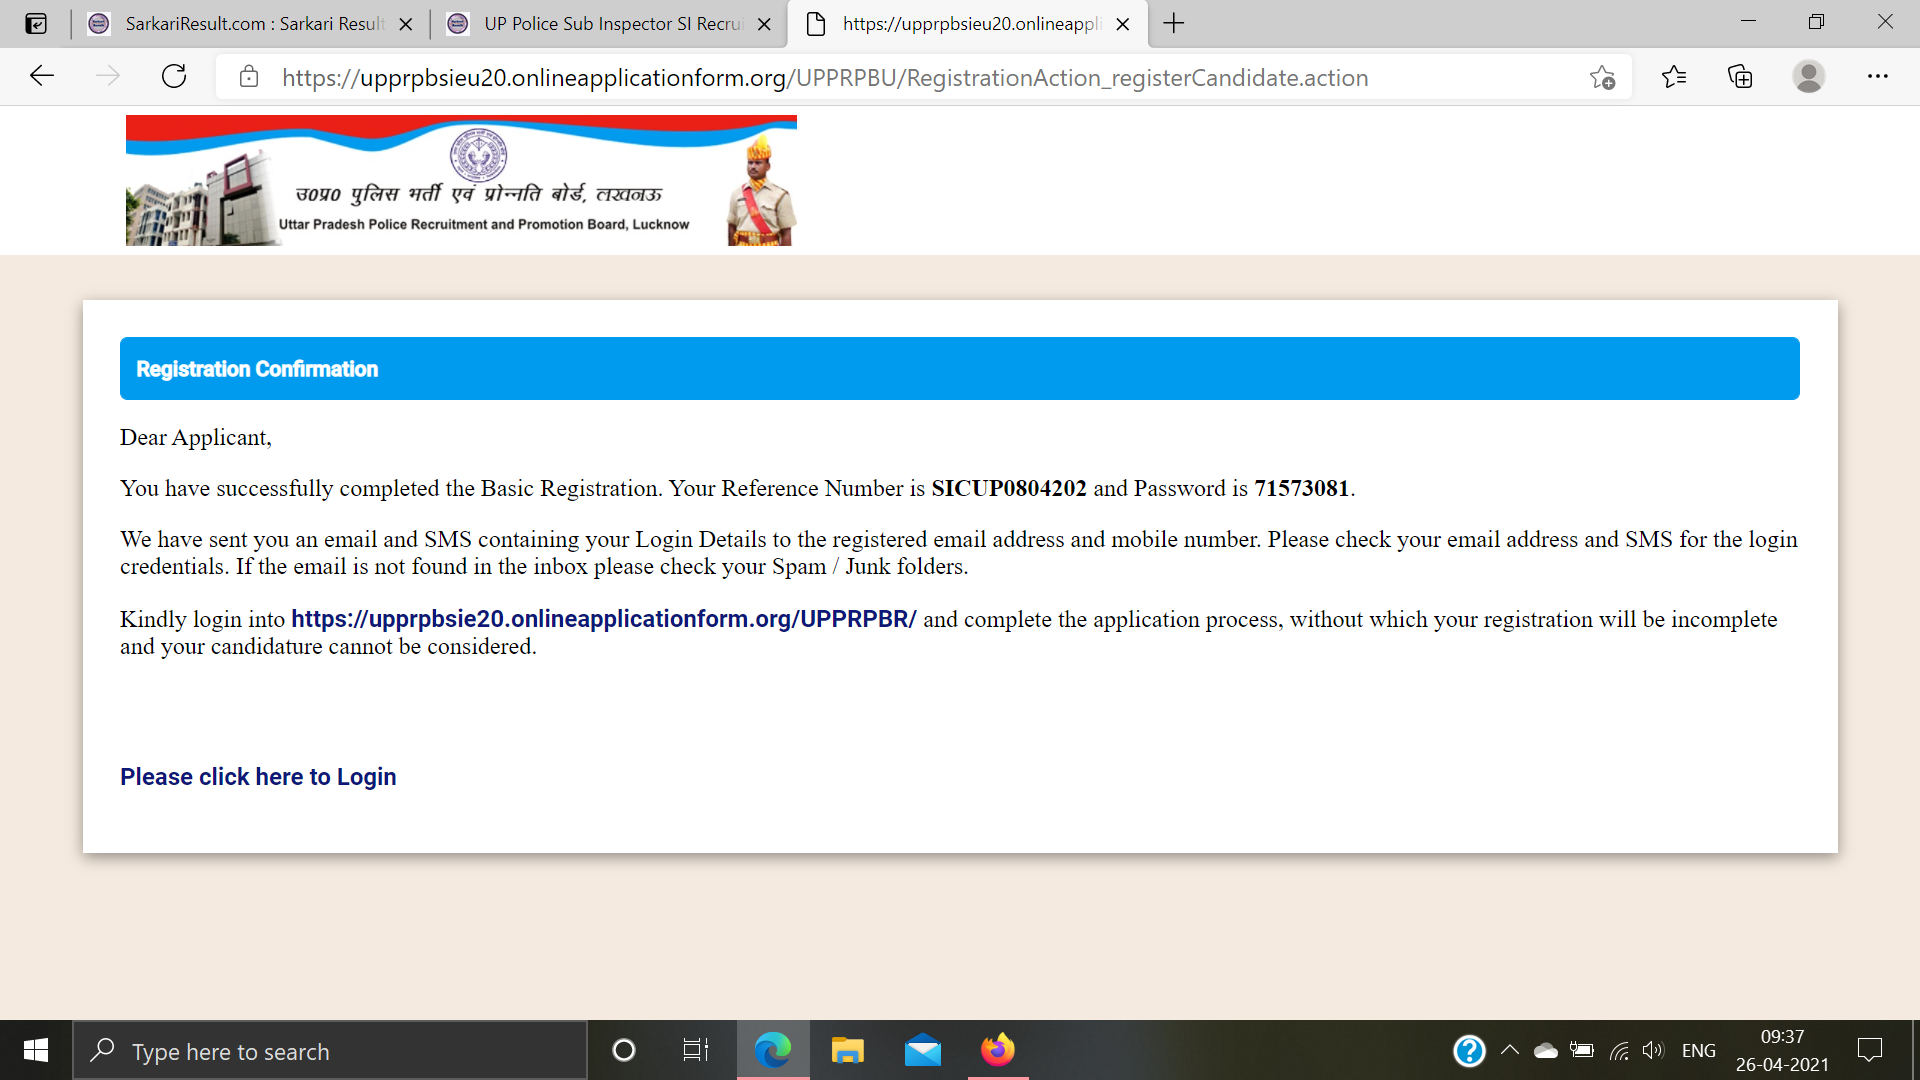 SarkariResult.com : Sarkari Result
UP Police Sub Inspector SI Recrui
https://upprpbsieu20.onlineappli
https://upprpbsieu20.onlineapplicationform.org/UPPRPBU/RegistrationAction_registerCandidate.action
उ०प्र० पुलिस भर्ती एवं प्रोन्नति बोर्ड, लखनऊ
Uttar Pradesh Police Recruitment and Promotion Board, Lucknow
Registration Confirmation
Dear Applicant,
You have successfully completed the Basic Registration. Your Reference Number is SICUP0804202 and Password is 71573081.
We have sent you an email and SMS containing your Login Details to the registered email address and mobile number. Please check your email address and SMS for the login
credentials. If the email is not found in the inbox please check your Spam / Junk folders.
Kindly login into https://upprpbsie20.onlineapplicationform.org/UPPRPBR/ and complete the application process, without which your registration will be incomplete
and your candidature cannot be considered.
Please click here to Login
Type here to search
ENG
09:37
26-04-2021